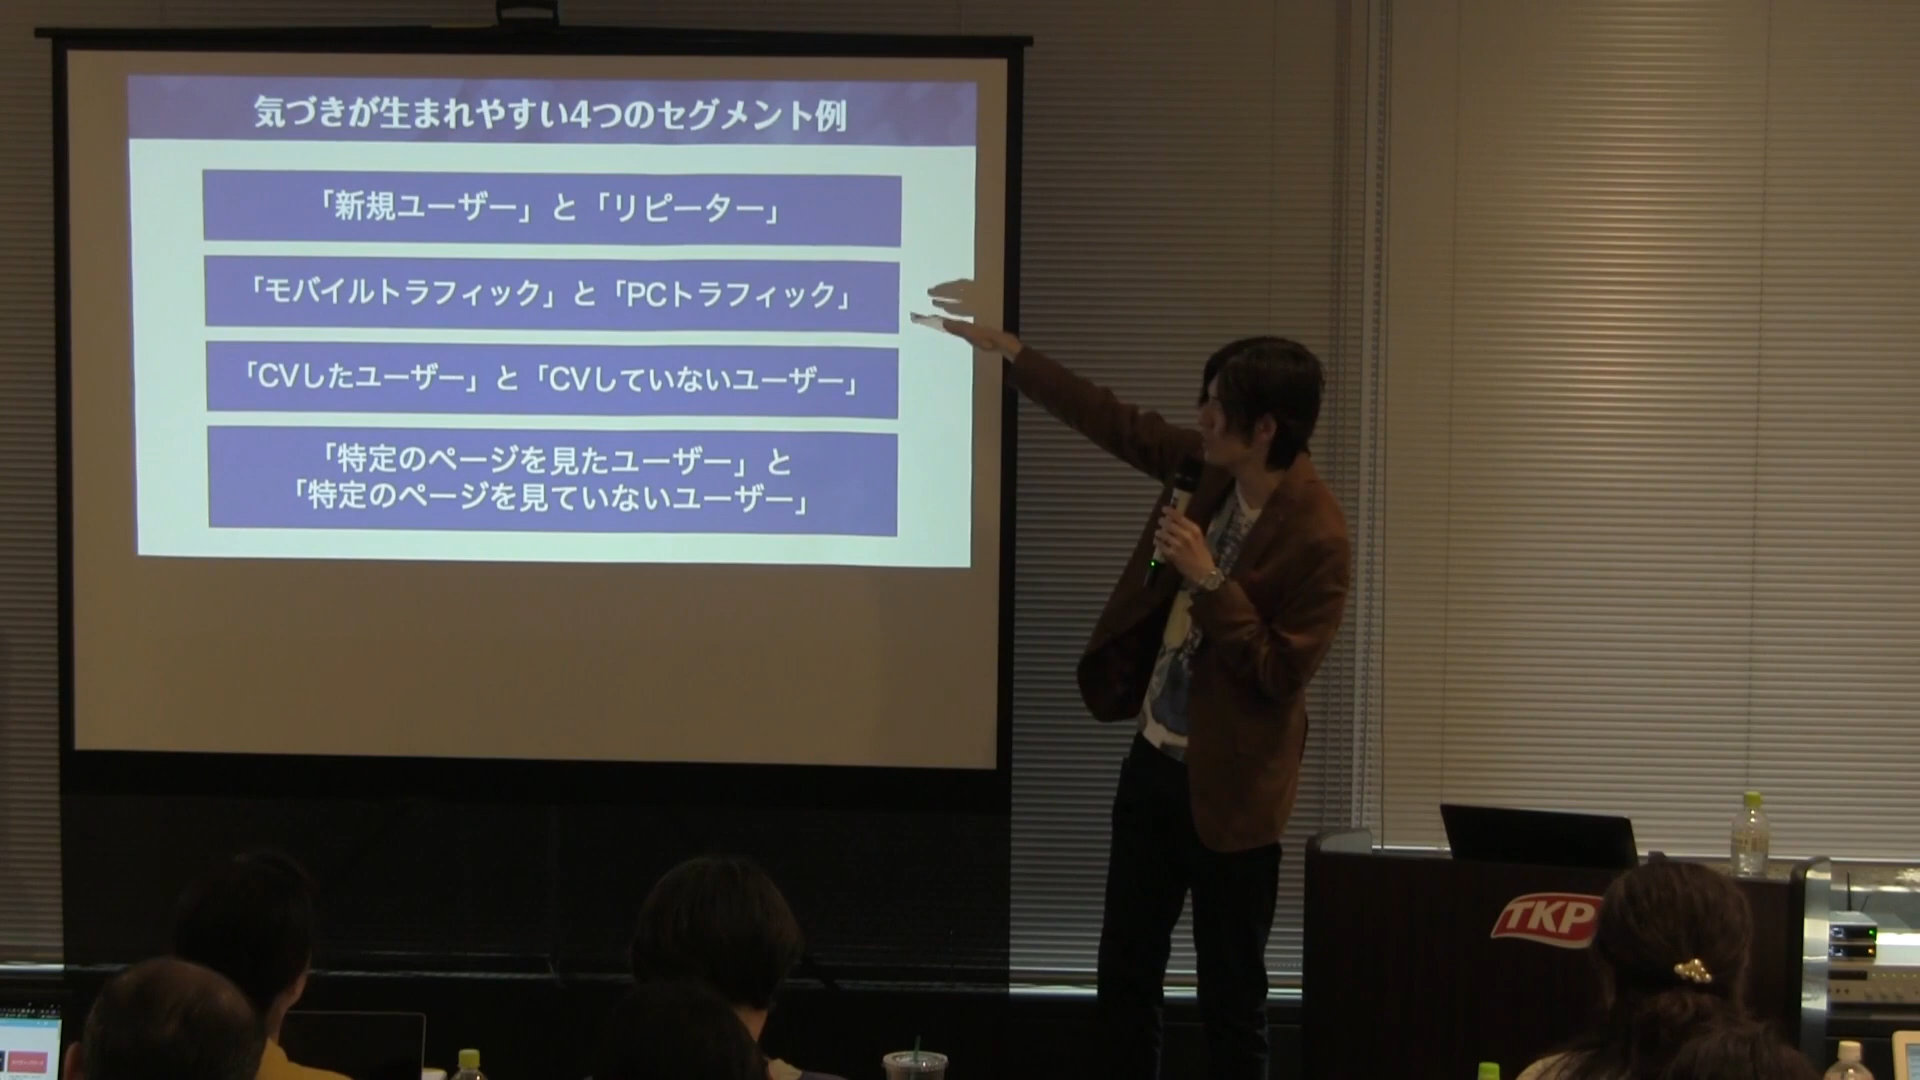 気づきが生まれやすい4つのセグメント例
「新規ユーザー」と「リピーター」
「モバイルトラフィック」と「PCトラフィック」
「CVしたユーザー」と「CVしていないユーザー」
「特定のページを見たユーザー」と
「特定のページを見ていないユーザー」
TKP